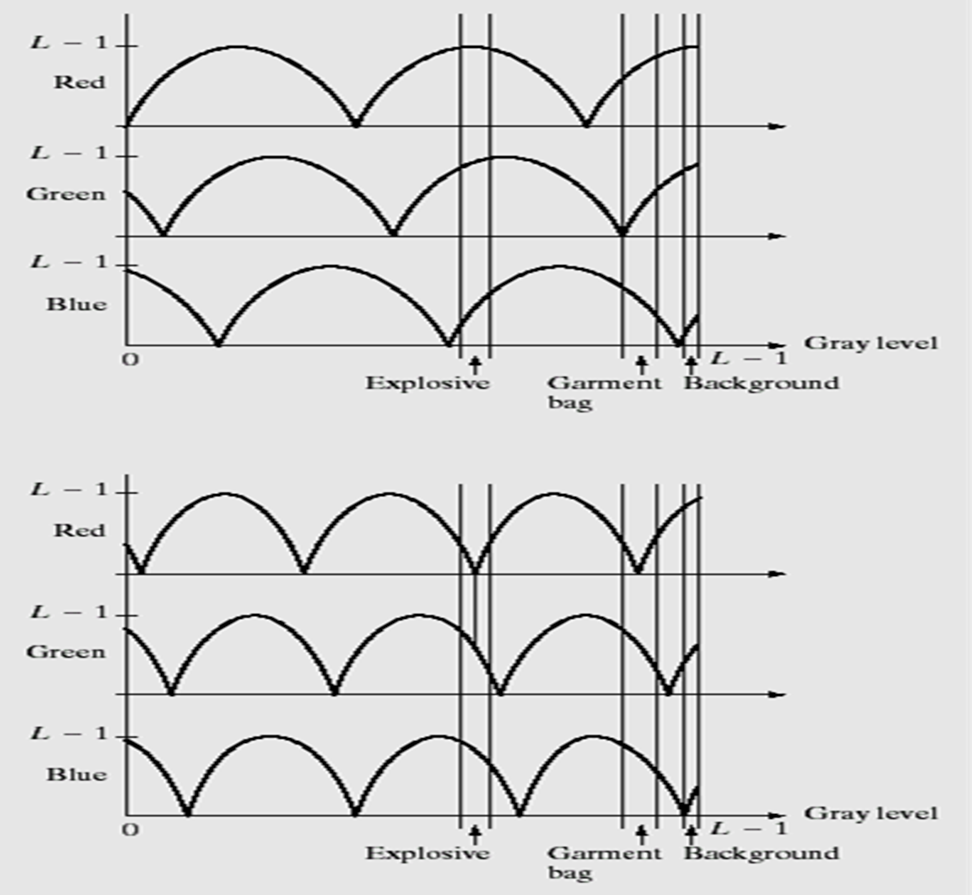 L − 1
Red
L − 1
Green
L − 1
Blue
Gray level
0
L − 1
Explosive
Garment
bag
Background
L − 1
Red
L − 1
Green
L − 1
Blue
Gray level
0
L − 1
Explosive
Garment
bag
Background